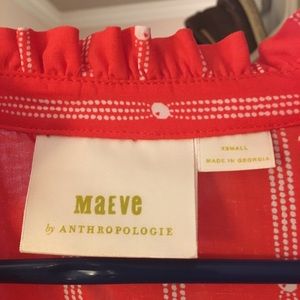 MaEVe
by ANTHROPOLOGIE
XSMALL
MADE IN GEORGIA